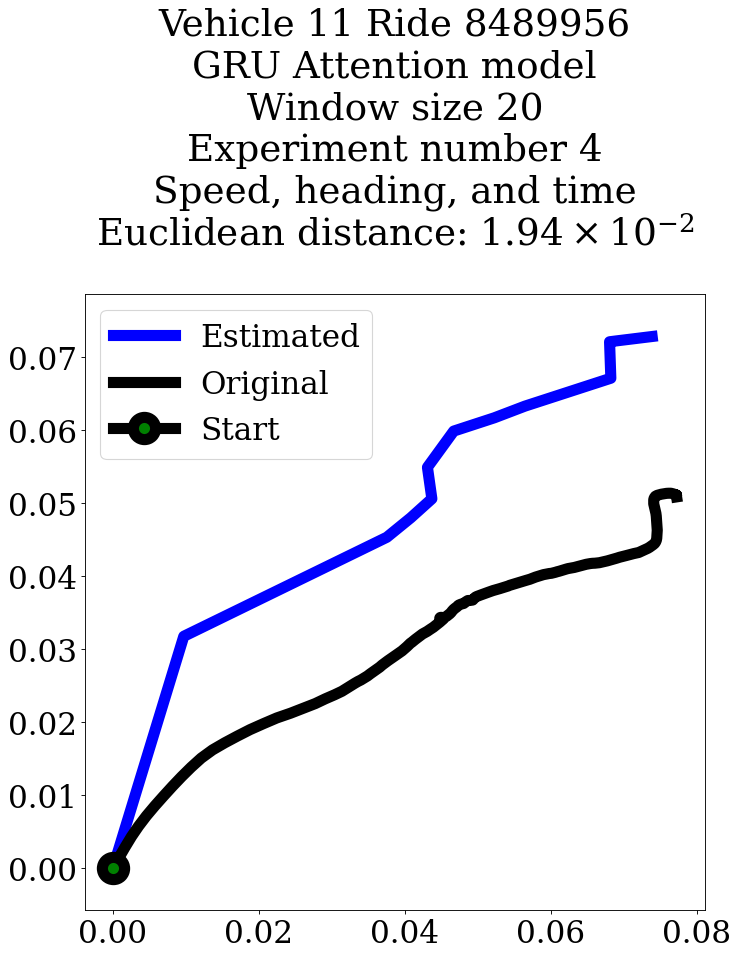 Vehicle 11 Ride 8489956
GRU Attention model
Window size 20
Experiment number 4
Speed, heading, and time
Euclidean distance: 1.94 × 10⁻²
Estimated
Original
Start
0.07
0.06
0.05
0.04
0.03
0.02
0.01
0.00
0.00 0.02 0.04 0.06 0.08